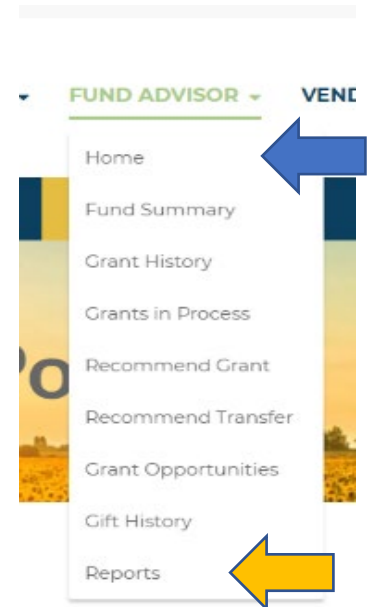 FUND ADVISOR VEND
Home
Fund Summary
Grant History
Grants in Process
Recommend Grant
Recommend Transfer
Grant Opportunities
Gift History
Reports